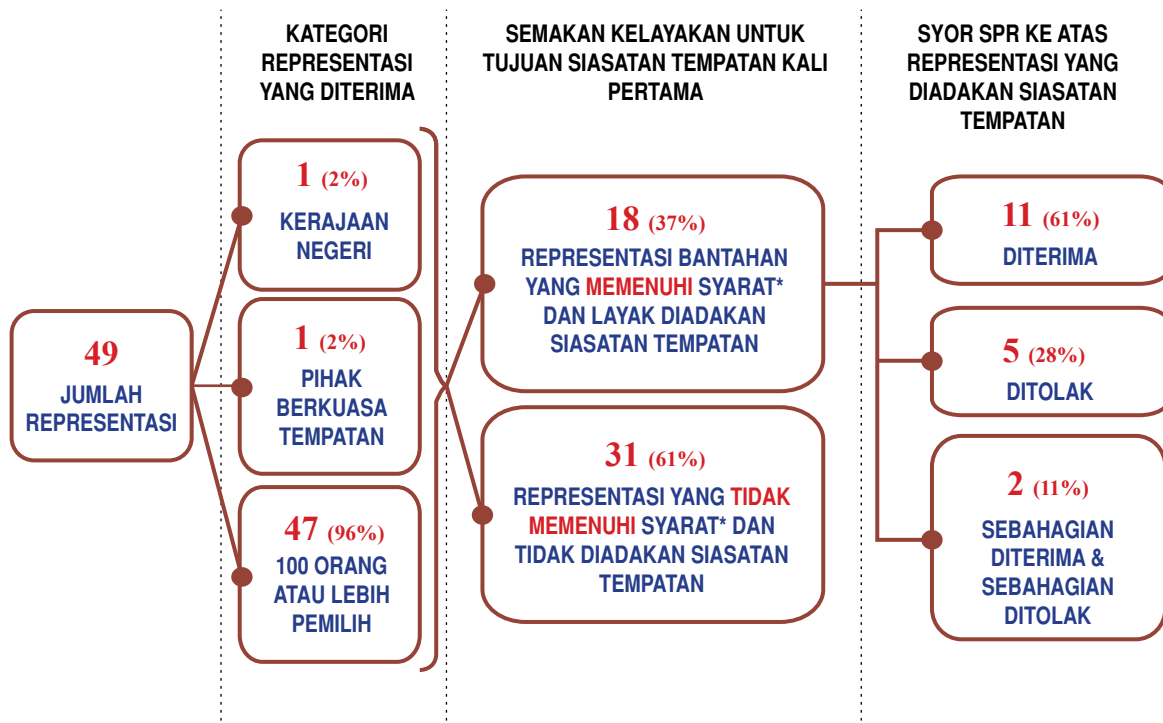 49
JUMLAH
REPRESENTASI
KATEGORI
REPRESENTASI
YANG DITERIMA
1 (2%)
KERAJAAN
NEGERI
1 (2%)
PIHAK
BERKUASA
TEMPATAN
47 (96%)
100 ORANG
ATAU LEBIH
PEMILIH
SEMAKAN KELAYAKAN UNTUK
TUJUAN SIASATAN TEMPATAN KALI
PERTAMA
18 (37%)
REPRESENTASI BANTAHAN
YANG MEMENUHI SYARAT*
DAN LAYAK DIADAKAN
SIASATAN TEMPATAN
31 (61%)
REPRESENTASI YANG TIDAK
MEMENUHI SYARAT* DAN
TIDAK DIADAKAN SIASATAN
TEMPATAN
SYOR SPR KE ATAS
REPRESENTASI YANG
DIADAKAN SIASATAN
TEMPATAN
11 (61%)
DITERIMA
5 (28%)
DITOLAK
2 (11%)
SEBAHAGIAN
DITERIMA &
SEBAHAGIAN
DITOLAK